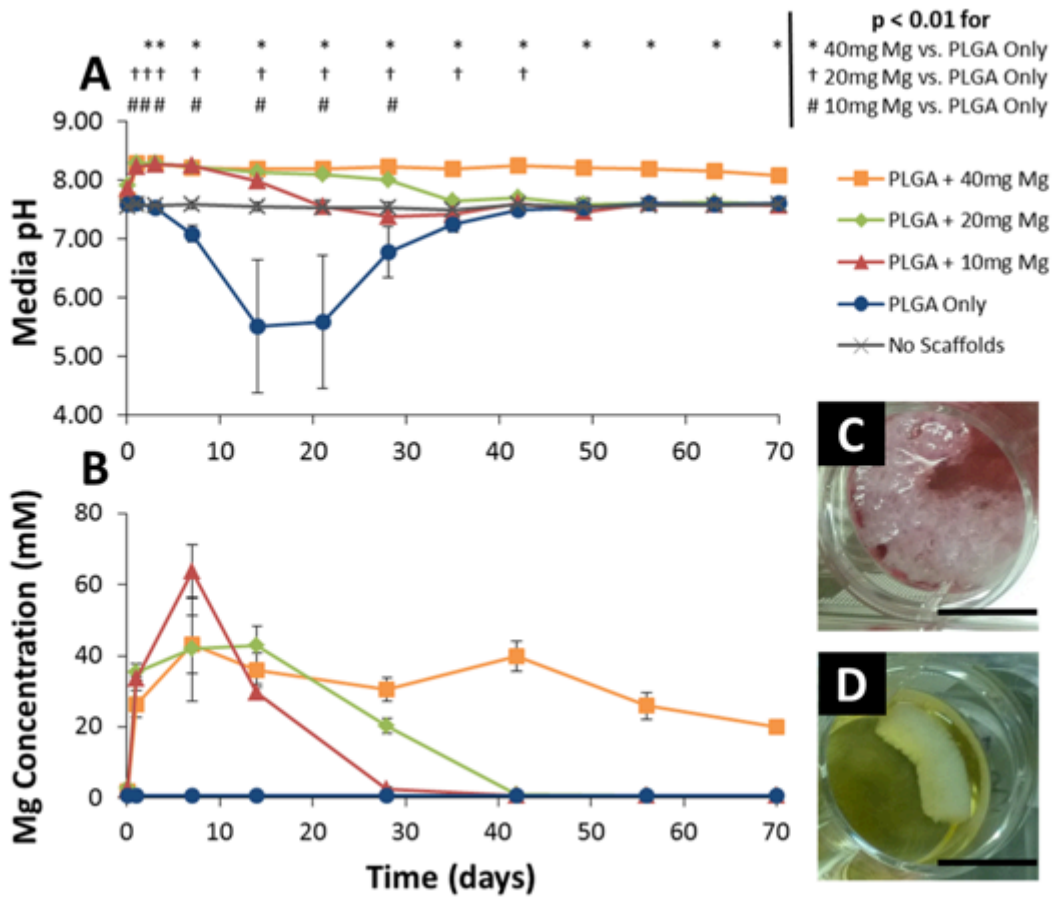 p < 0.01 for
* * * * * * * * * * * * * 40mg Mg vs. PLGA Only
A † † † † † † † † † † 20mg Mg vs. PLGA Only
# # # # # # # # 10mg Mg vs. PLGA Only
9.00
8.00
7.00
6.00
5.00
4.00
Media pH
0 10 20 30 40 50 60 70
PLGA + 40mg Mg
PLGA + 20mg Mg
PLGA + 10mg Mg
PLGA Only
No Scaffolds
B
80
60
40
20
0
Mg Concentration (mM)
0 10 20 30 40 50 60 70
Time (days)
C
D